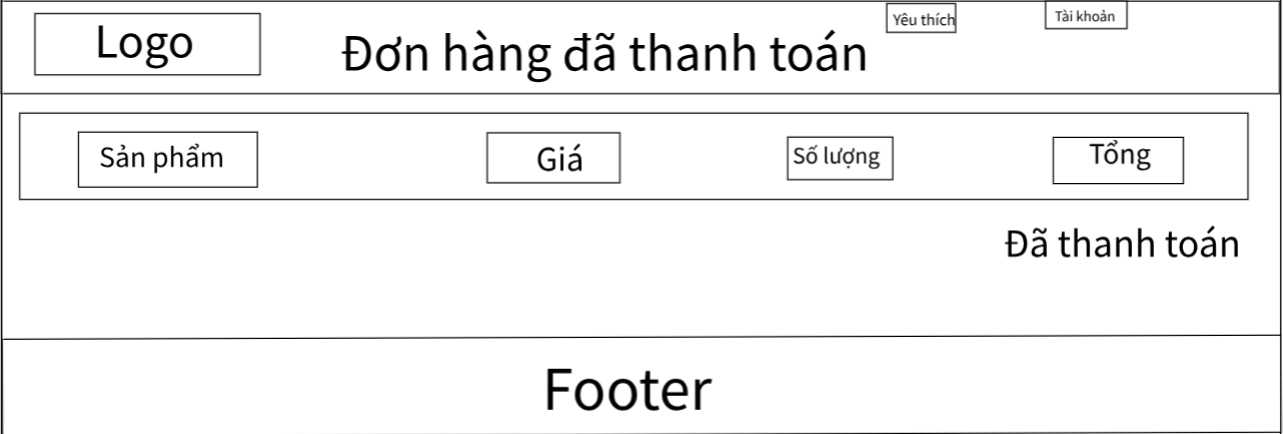 Logo
Đơn hàng đã thanh toán
Yêu thích
Tài khoản
Sản phẩm
Giá
Số lượng
Tổng
Đã thanh toán
Footer